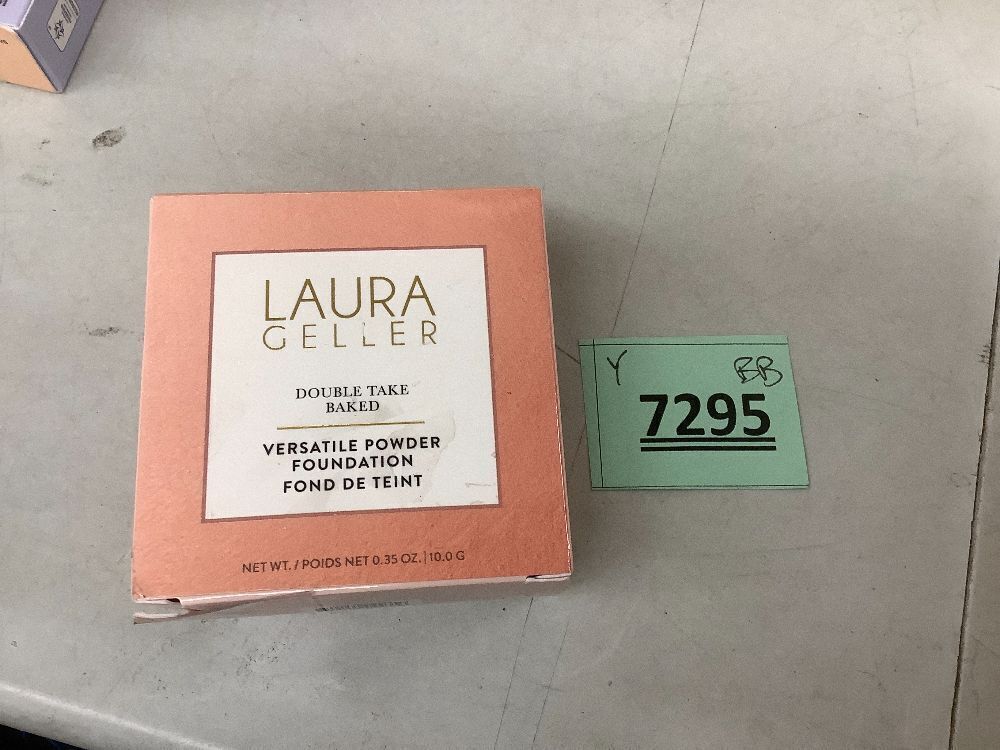 LAURA
GELLER
DOUBLE TAKE
BAKED
VERSATILE POWDER
FOUNDATION
FOND DE TEINT
NET WT. / POIDS NET 0.35 OZ. | 10.0 G
Y BB
7295